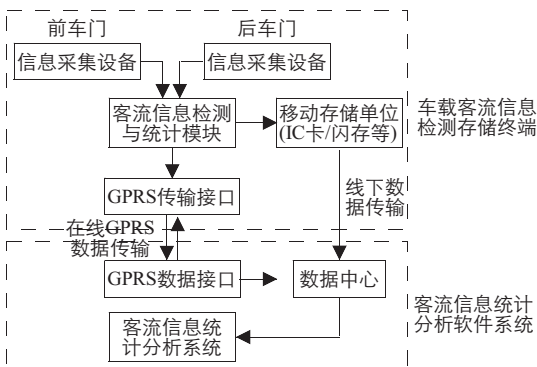 前车门
后车门
信息采集设备
信息采集设备
客流信息检测
与统计模块
移动存储单位
(IC卡/闪存等)
车载客流信息
检测存储终端
GPRS传输接口
线下数
据传输
在线GPRS
数据传输
GPRS数据接口
数据中心
客流信息统计
分析软件系统
客流信息统
计分析系统